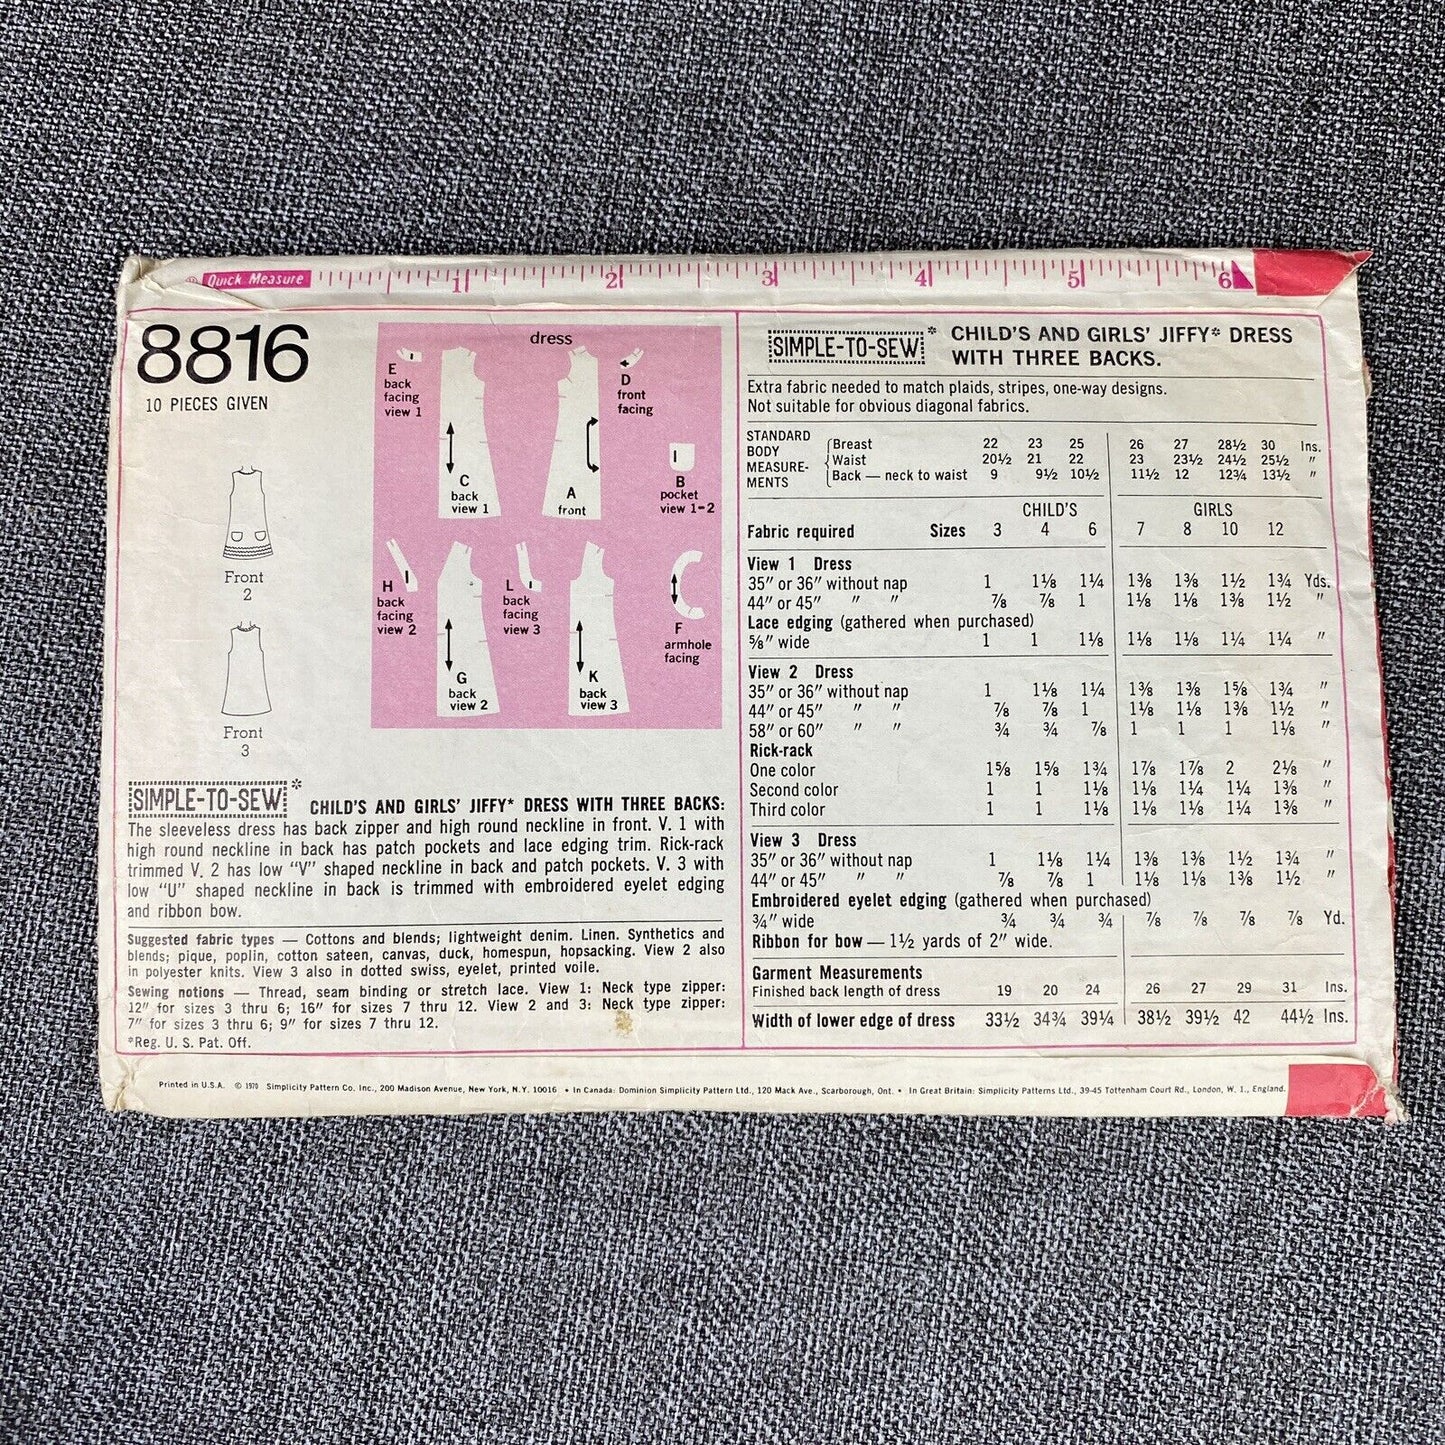 Quick Measure 1 2 3 4 5 6
8816
10 PIECES GIVEN
dress
E
back
facing
view 1
C
back
view 1
A
front
D
front
facing
B
pocket
view 1-2
H
back
facing
view 2
G
back
view 2
L
back
facing
view 3
K
back
view 3
F
armhole
facing
Front
2
Front
3
SIMPLE-TO-SEW* CHILD'S AND GIRLS' JIFFY* DRESS WITH THREE BACKS:
The sleeveless dress has back zipper and high round neckline in front. V. 1 with
high round neckline in back has patch pockets and lace edging trim. Rick-rack
trimmed V. 2 has low "V" shaped neckline in back and patch pockets. V. 3 with
low "U" shaped neckline in back is trimmed with embroidered eyelet edging
and ribbon bow.
Suggested fabric types — Cottons and blends; lightweight denim. Linen. Synthetics and
blends; pique, poplin, cotton sateen, canvas, duck, homespun, hopsacking. View 2 also
in polyester knits. View 3 also in dotted swiss, eyelet, printed voile.
Sewing notions — Thread, seam binding or stretch lace. View 1: Neck type zipper:
12" for sizes 3 thru 6; 16" for sizes 7 thru 12. View 2 and 3: Neck type zipper:
7" for sizes 3 thru 6; 9" for sizes 7 thru 12.
*Reg. U. S. Pat. Off.
SIMPLE-TO-SEW* CHILD'S AND GIRLS' JIFFY* DRESS
WITH THREE BACKS.
Extra fabric needed to match plaids, stripes, one-way designs.
Not suitable for obvious diagonal fabrics.
STANDARD
BODY
MEASURE-
MENTS
Breast 22 23 25 26 27 28½ 30 Ins.
Waist 20½ 21 22 23 23½ 24½ 25½ "
Back — neck to waist 9 9½ 10½ 11½ 12 12¾ 13½ "
CHILD'S GIRLS
Fabric required Sizes 3 4 6 7 8 10 12
View 1 Dress
35" or 36" without nap 1 1⅛ 1¼ 1⅜ 1⅜ 1½ 1¾ Yds.
44" or 45" " " ⅞ ⅞ 1 1⅛ 1⅛ 1⅜ 1½ "
Lace edging (gathered when purchased)
⅝" wide 1 1 1⅛ 1⅛ 1⅛ 1¼ 1¼ "
View 2 Dress
35" or 36" without nap 1 1⅛ 1¼ 1⅜ 1⅜ 1⅝ 1¾ "
44" or 45" " " ⅞ ⅞ 1 1⅛ 1⅛ 1⅜ 1½ "
58" or 60" " " ¾ ¾ ⅞ 1 1 1 1⅛ "
Rick-rack
One color 1⅝ 1⅝ 1¾ 1⅞ 1⅞ 2 2⅛ "
Second color 1 1 1⅛ 1⅛ 1¼ 1¼ 1⅜ "
Third color 1 1 1⅛ 1⅛ 1⅛ 1¼ 1⅜ "
View 3 Dress
35" or 36" without nap 1 1⅛ 1¼ 1⅜ 1⅜ 1½ 1¾ "
44" or 45" " " ⅞ ⅞ 1 1⅛ 1⅛ 1⅜ 1½ "
Embroidered eyelet edging (gathered when purchased)
¾" wide ¾ ¾ ¾ ⅞ ⅞ ⅞ ⅞ Yd.
Ribbon for bow — 1½ yards of 2" wide.
Garment Measurements
Finished back length of dress 19 20 24 26 27 29 31 Ins.
Width of lower edge of dress 33½ 34¾ 39¼ 38½ 39½ 42 44½ Ins.
Printed in U.S.A. © 1970 Simplicity Pattern Co. Inc., 200 Madison Avenue, New York, N.Y. 10016 • In Canada: Dominion Simplicity Pattern Ltd., 120 Mack Ave., Scarborough, Ont. • In Great Britain: Simplicity Patterns Ltd., 39-45 Tottenham Court Rd., London, W. 1., England.